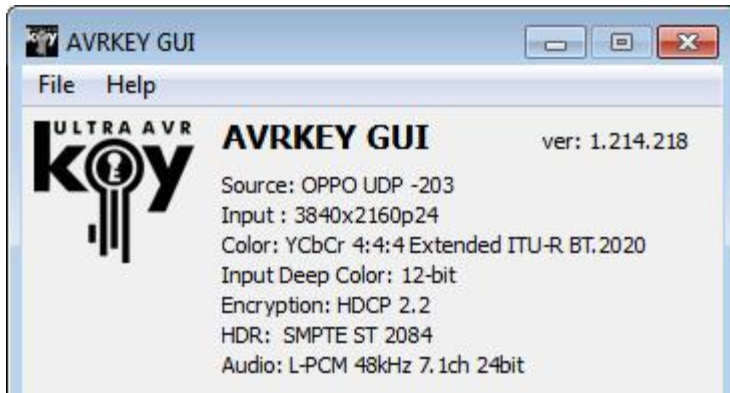 AVRKEY GUI
File Help
ULTRA AVR
key
AVRKEY GUI ver: 1.214.218
Source: OPPO UDP -203
Input : 3840x2160p24
Color: YCbCr 4:4:4 Extended ITU-R BT.2020
Input Deep Color: 12-bit
Encryption: HDCP 2.2
HDR: SMPTE ST 2084
Audio: L-PCM 48kHz 7.1ch 24bit